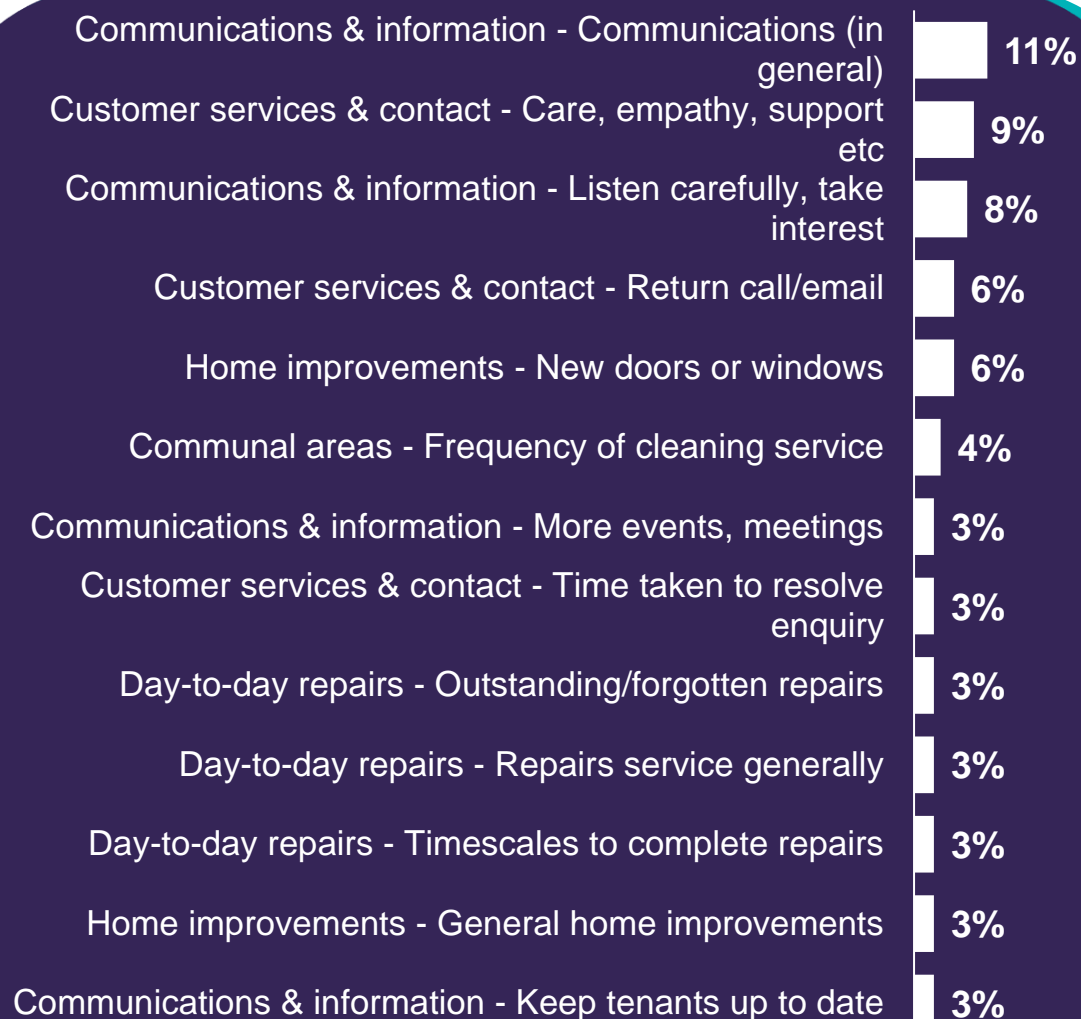 Communications & information - Communications (in
general)
11%
Customer services & contact - Care, empathy, support
etc
9%
Communications & information - Listen carefully, take
interest
8%
Customer services & contact - Return call/email
6%
Home improvements - New doors or windows
6%
Communal areas - Frequency of cleaning service
4%
Communications & information - More events, meetings
3%
Customer services & contact - Time taken to resolve
enquiry
3%
Day-to-day repairs - Outstanding/forgotten repairs
3%
Day-to-day repairs - Repairs service generally
3%
Day-to-day repairs - Timescales to complete repairs
3%
Home improvements - General home improvements
3%
Communications & information - Keep tenants up to date
3%